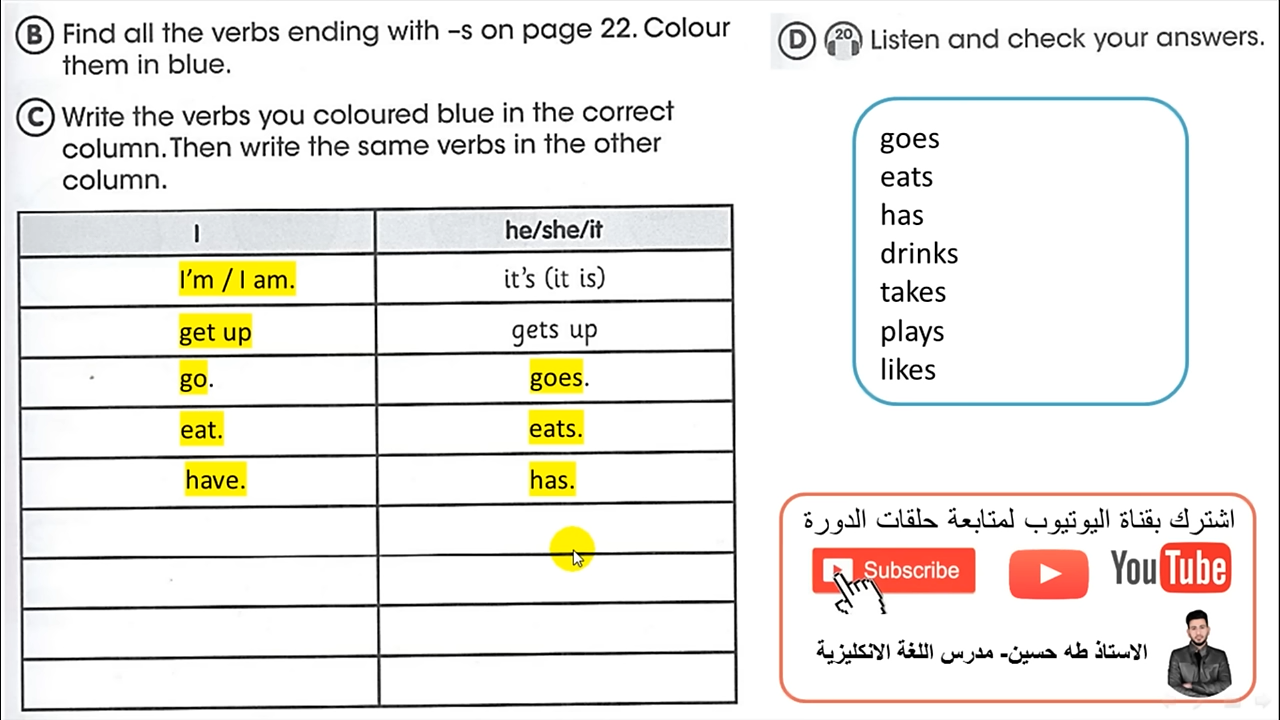 B Find all the verbs ending with –s on page 22. Colour
them in blue.
C Write the verbs you coloured blue in the correct
column. Then write the same verbs in the other
column.
I he/she/it
I'm / I am. it's (it is)
get up gets up
go. goes.
eat. eats.
have. has.
D 20 Listen and check your answers.
goes
eats
has
drinks
takes
plays
likes
اشترك بقناة اليوتيوب لمتابعة حلقات الدورة
Subscribe YouTube
الاستاذ طه حسين- مدرس اللغة الانكليزية